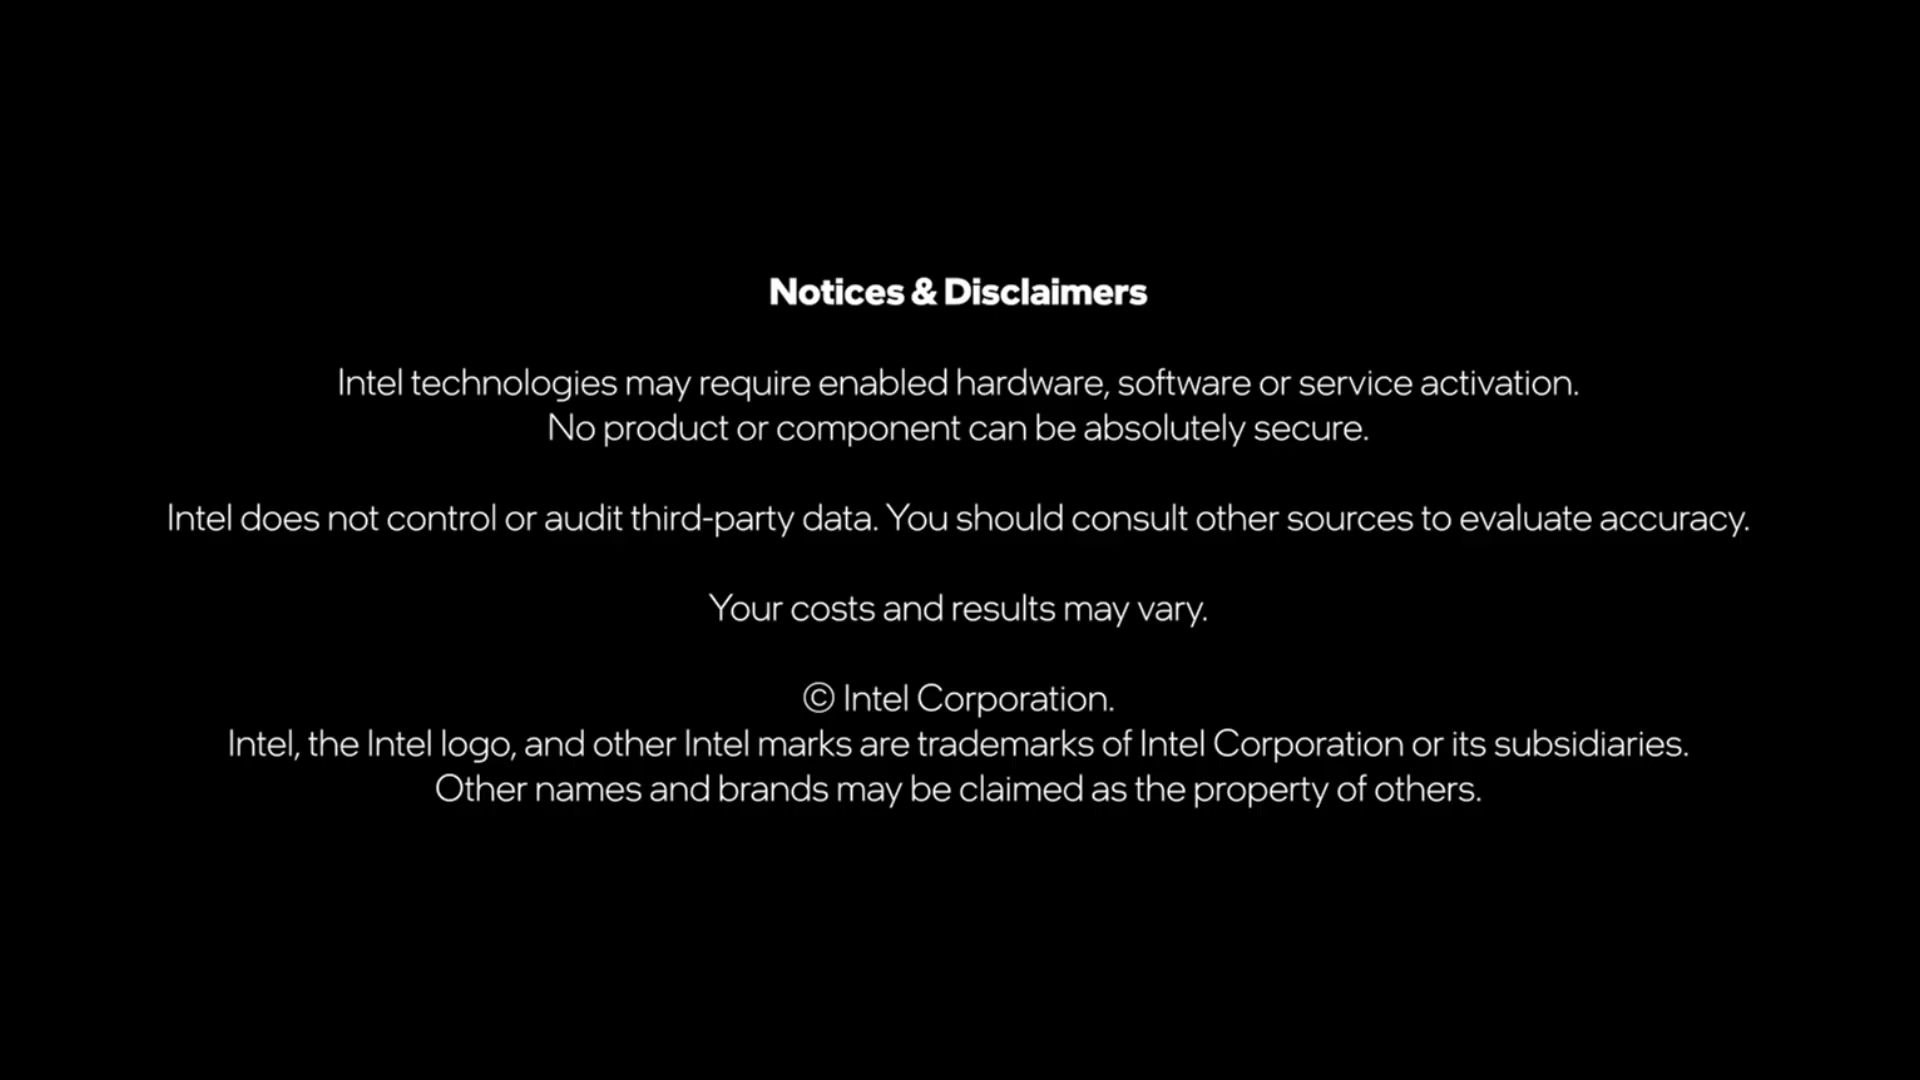 Notices & Disclaimers
Intel technologies may require enabled hardware, software or service activation.
No product or component can be absolutely secure.
Intel does not control or audit third-party data. You should consult other sources to evaluate accuracy.
Your costs and results may vary.
© Intel Corporation.
Intel, the Intel logo, and other Intel marks are trademarks of Intel Corporation or its subsidiaries.
Other names and brands may be claimed as the property of others.